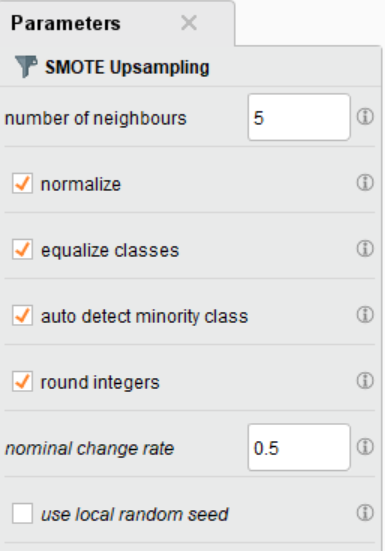 Parameters
SMOTE Upsampling
number of neighbours 5
normalize
equalize classes
auto detect minority class
round integers
nominal change rate 0.5
use local random seed